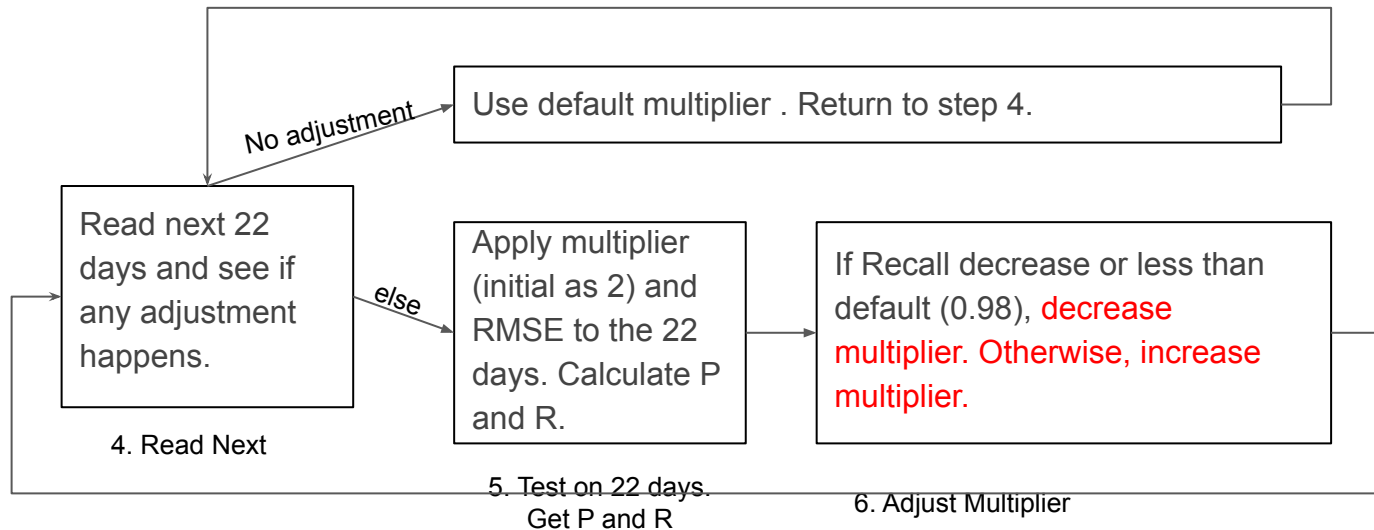 No adjustment
Use default multiplier . Return to step 4.
Read next 22
days and see if
any adjustment
happens.
4. Read Next
else
Apply multiplier
(initial as 2) and
RMSE to the 22
days. Calculate P
and R.
5. Test on 22 days.
Get P and R
If Recall decrease or less than
default (0.98), decrease
multiplier. Otherwise, increase
multiplier.
6. Adjust Multiplier